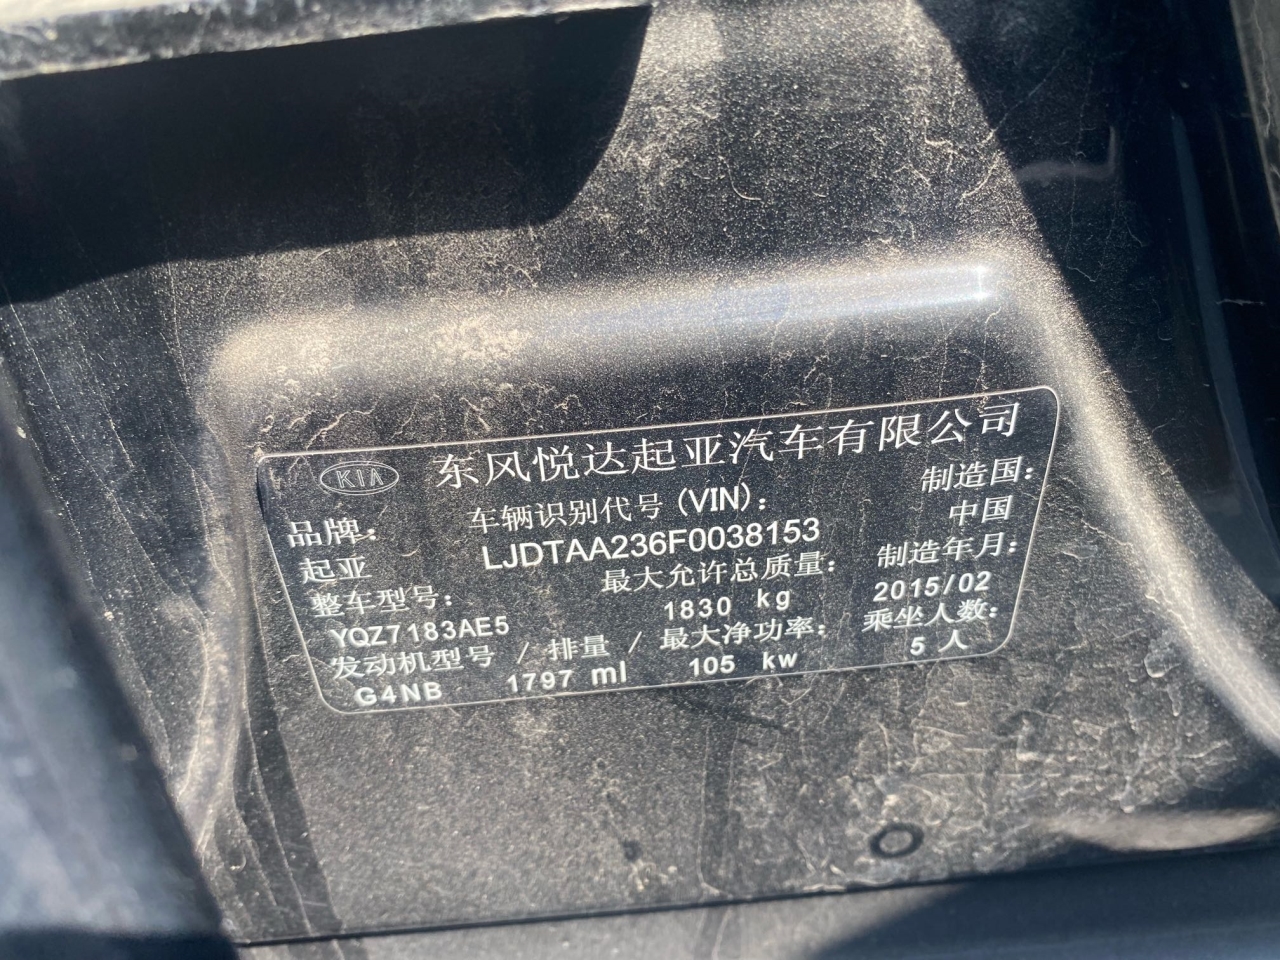 KIA 东风悦达起亚汽车有限公司
品牌： 车辆识别代号(VIN)： 制造国：
起亚 LJDTAA236F0038153 中国
整车型号： 最大允许总质量： 制造年月：
YQZ7183AE5 1830 kg 2015/02
发动机型号 / 排量 / 最大净功率： 乘坐人数：
G4NB 1797 ml 105 kw 5 人